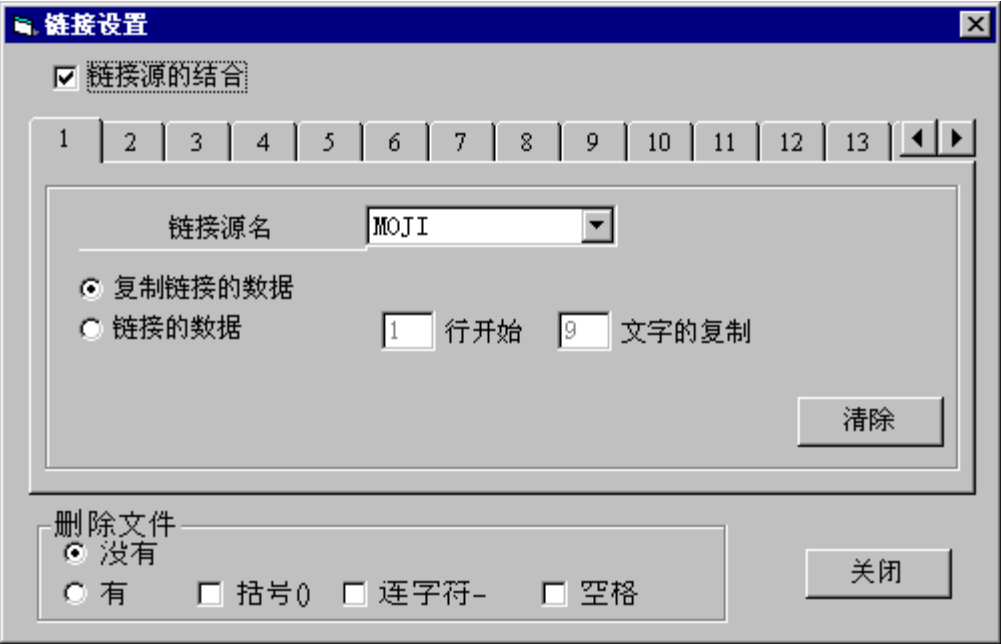 链接设置
链接源的结合
1 2 3 4 5 6 7 8 9 10 11 12 13
链接源名 MOJI
复制链接的数据
链接的数据 1 行开始 9 文字的复制
清除
删除文件
没有
有 括号() 连字符- 空格
关闭